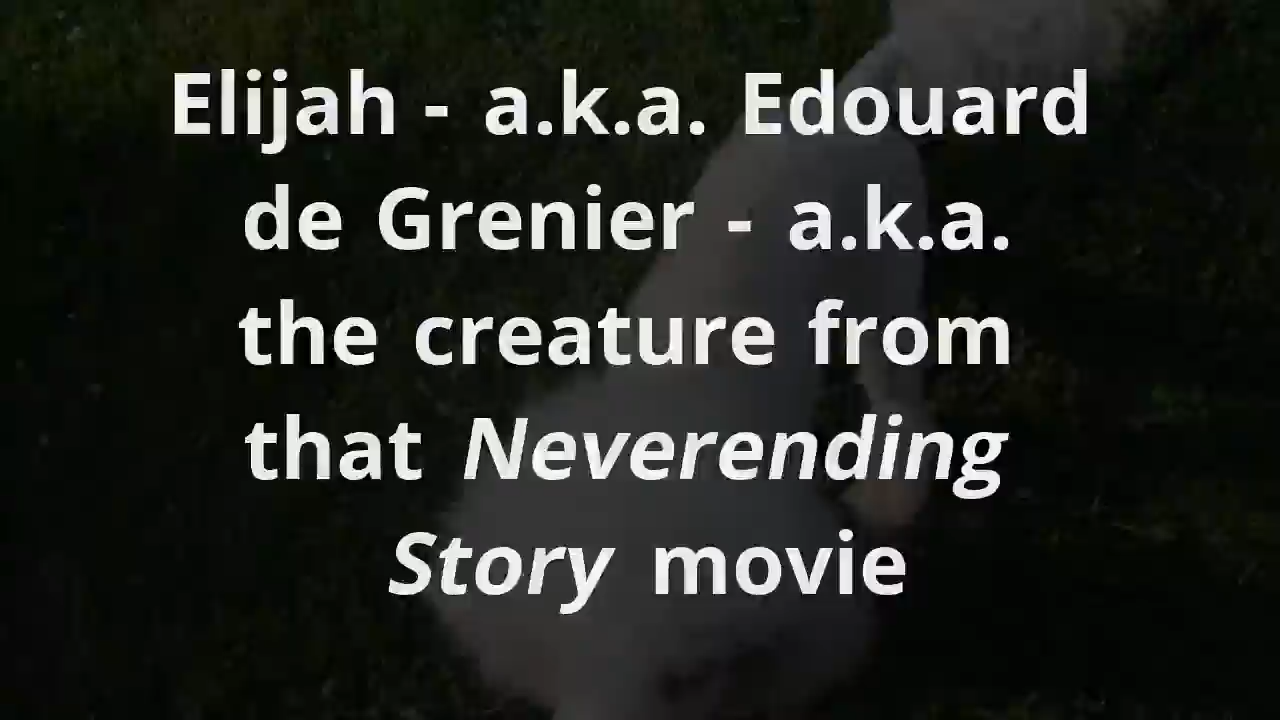 Elijah - a.k.a. Edouard
de Grenier - a.k.a.
the creature from
that Neverending
Story movie